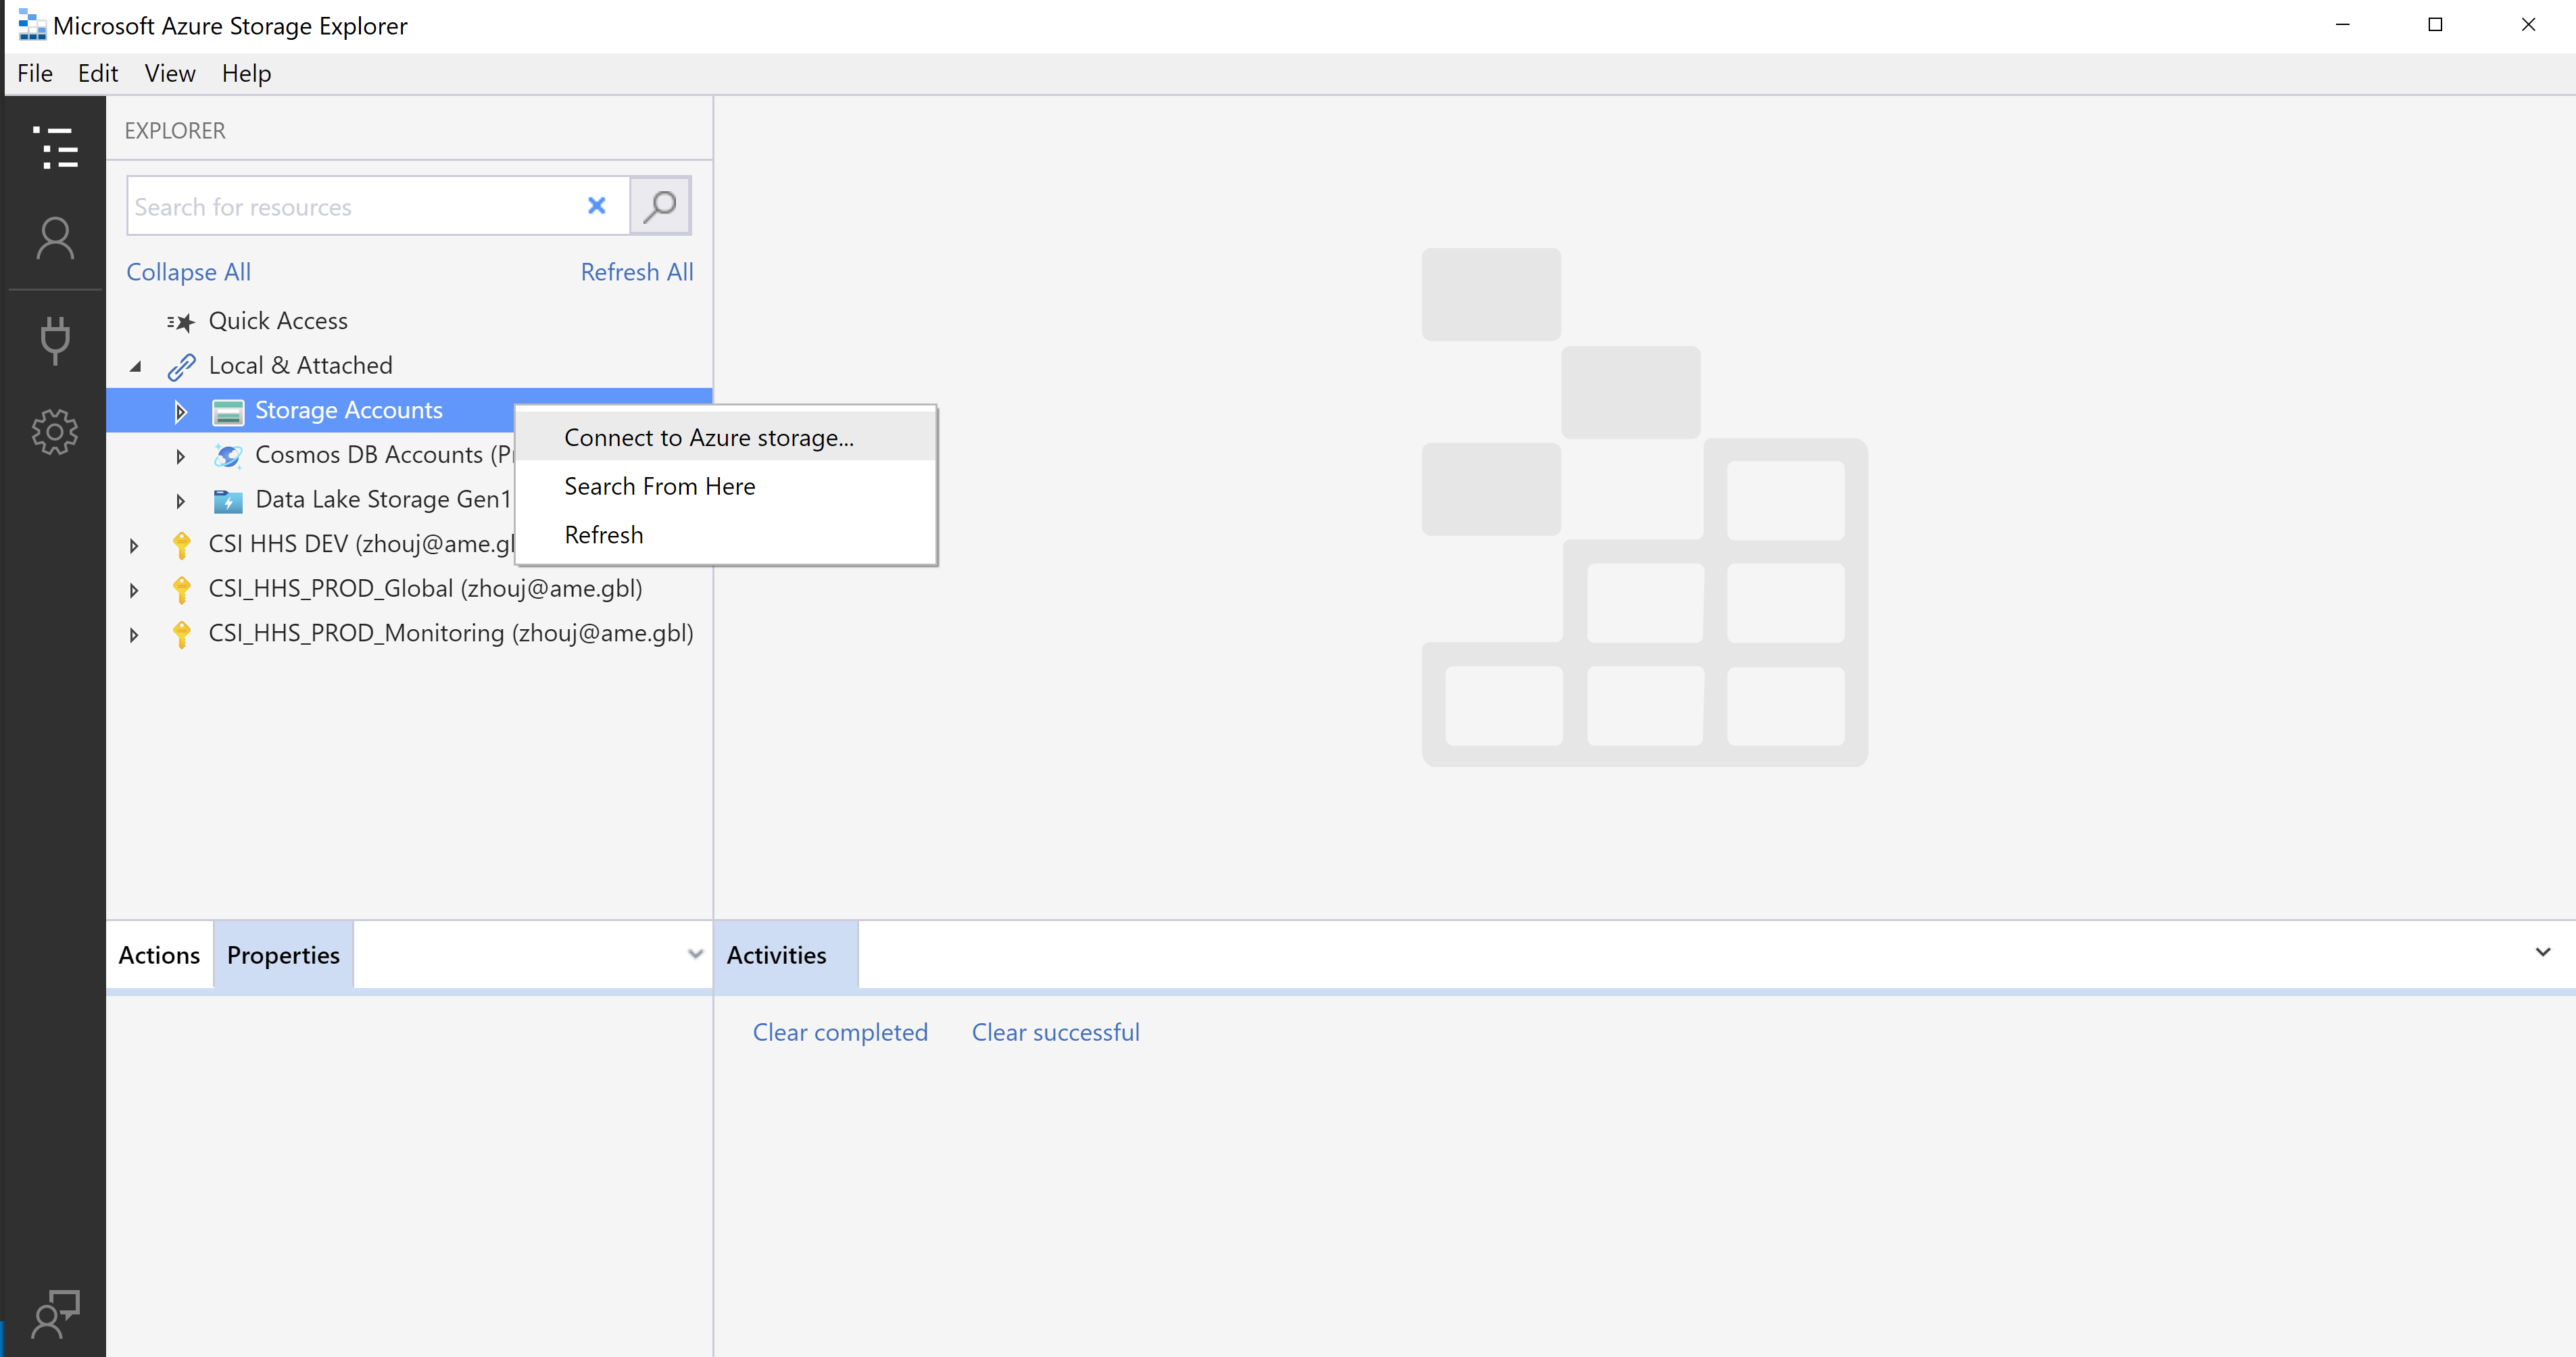 Microsoft Azure Storage Explorer
File Edit View Help
EXPLORER
Search for resources
Collapse All Refresh All
Quick Access
Local & Attached
Storage Accounts
Connect to Azure storage...
Cosmos DB Accounts
Search From Here
Data Lake Storage Gen1
Refresh
CSI HHS DEV (zhouj@ame.
CSI_HHS_PROD_Global (zhouj@ame.gbl)
CSI_HHS_PROD_Monitoring (zhouj@ame.gbl)
Actions Properties Activities
Clear completed Clear successful